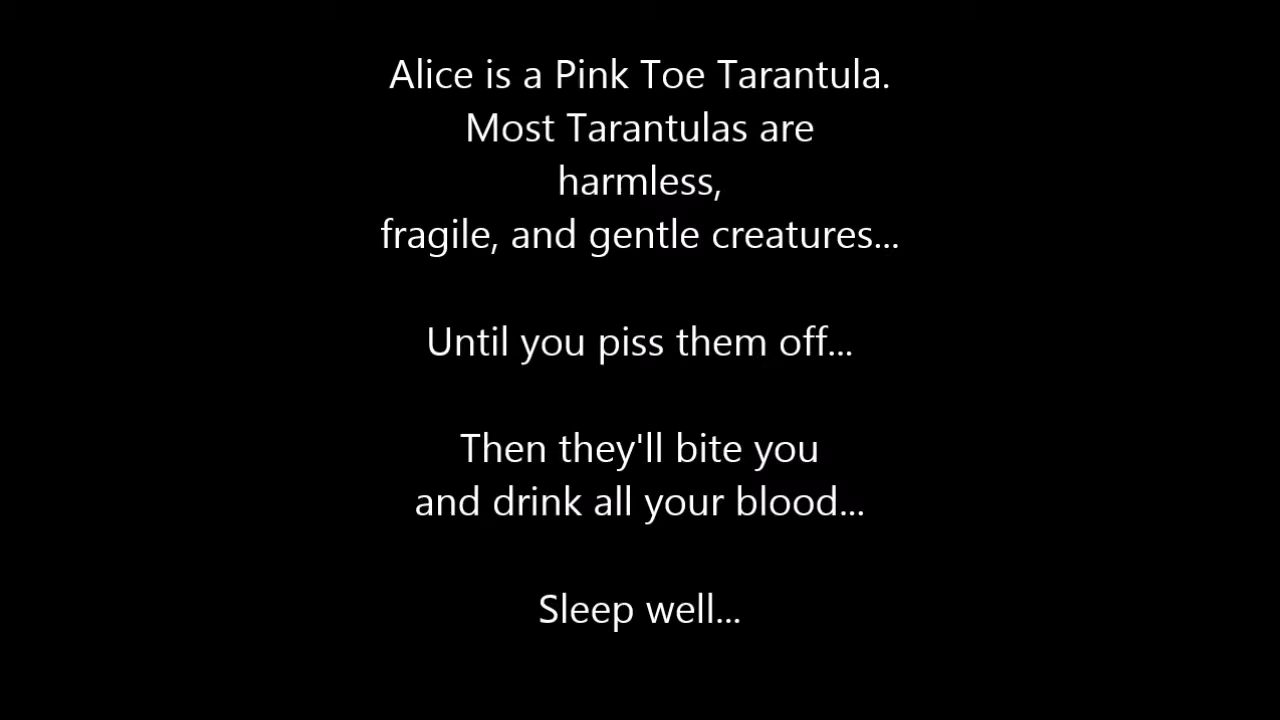 Alice is a Pink Toe Tarantula.
Most Tarantulas are
harmless,
fragile, and gentle creatures...
Until you piss them off...
Then they'll bite you
and drink all your blood...
Sleep well...